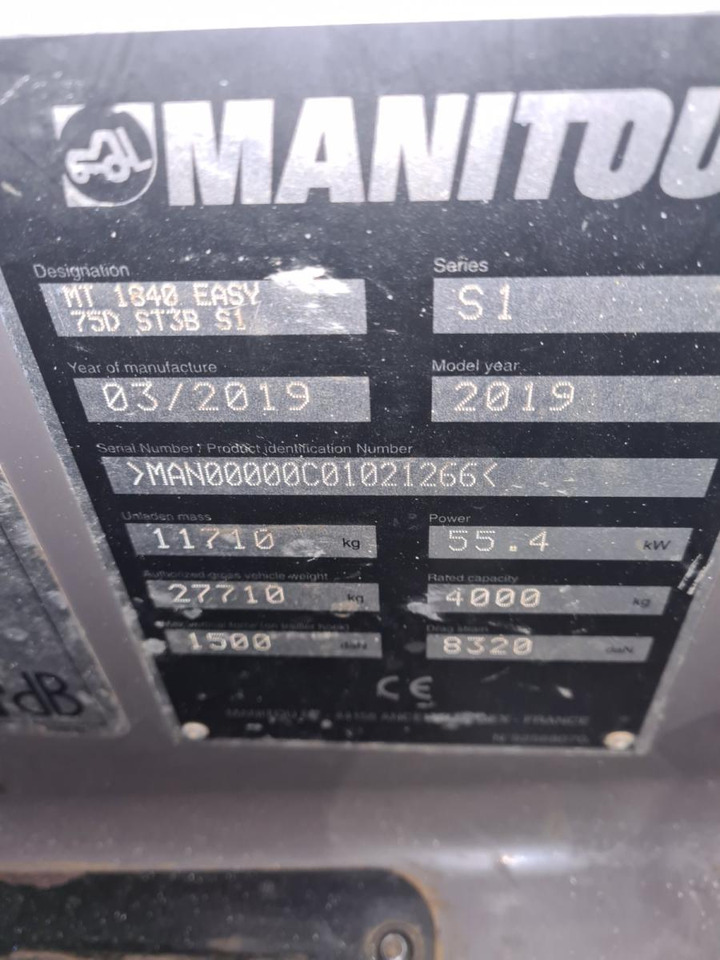 MANITOU
Designation
Series
MT 1840 EASY
75D ST3B S1
S1
Year of manufacture
Model year
03/2019
2019
Serial Number / Product identification Number
>MAN00000C01021266<
Unladen mass
Power
11710 kg
55.4 kW
Authorized gross vehicle weight
Rated capacity
27710 kg
4000 kg
1500 daN
8320 daN
CE
FRANCE
dB